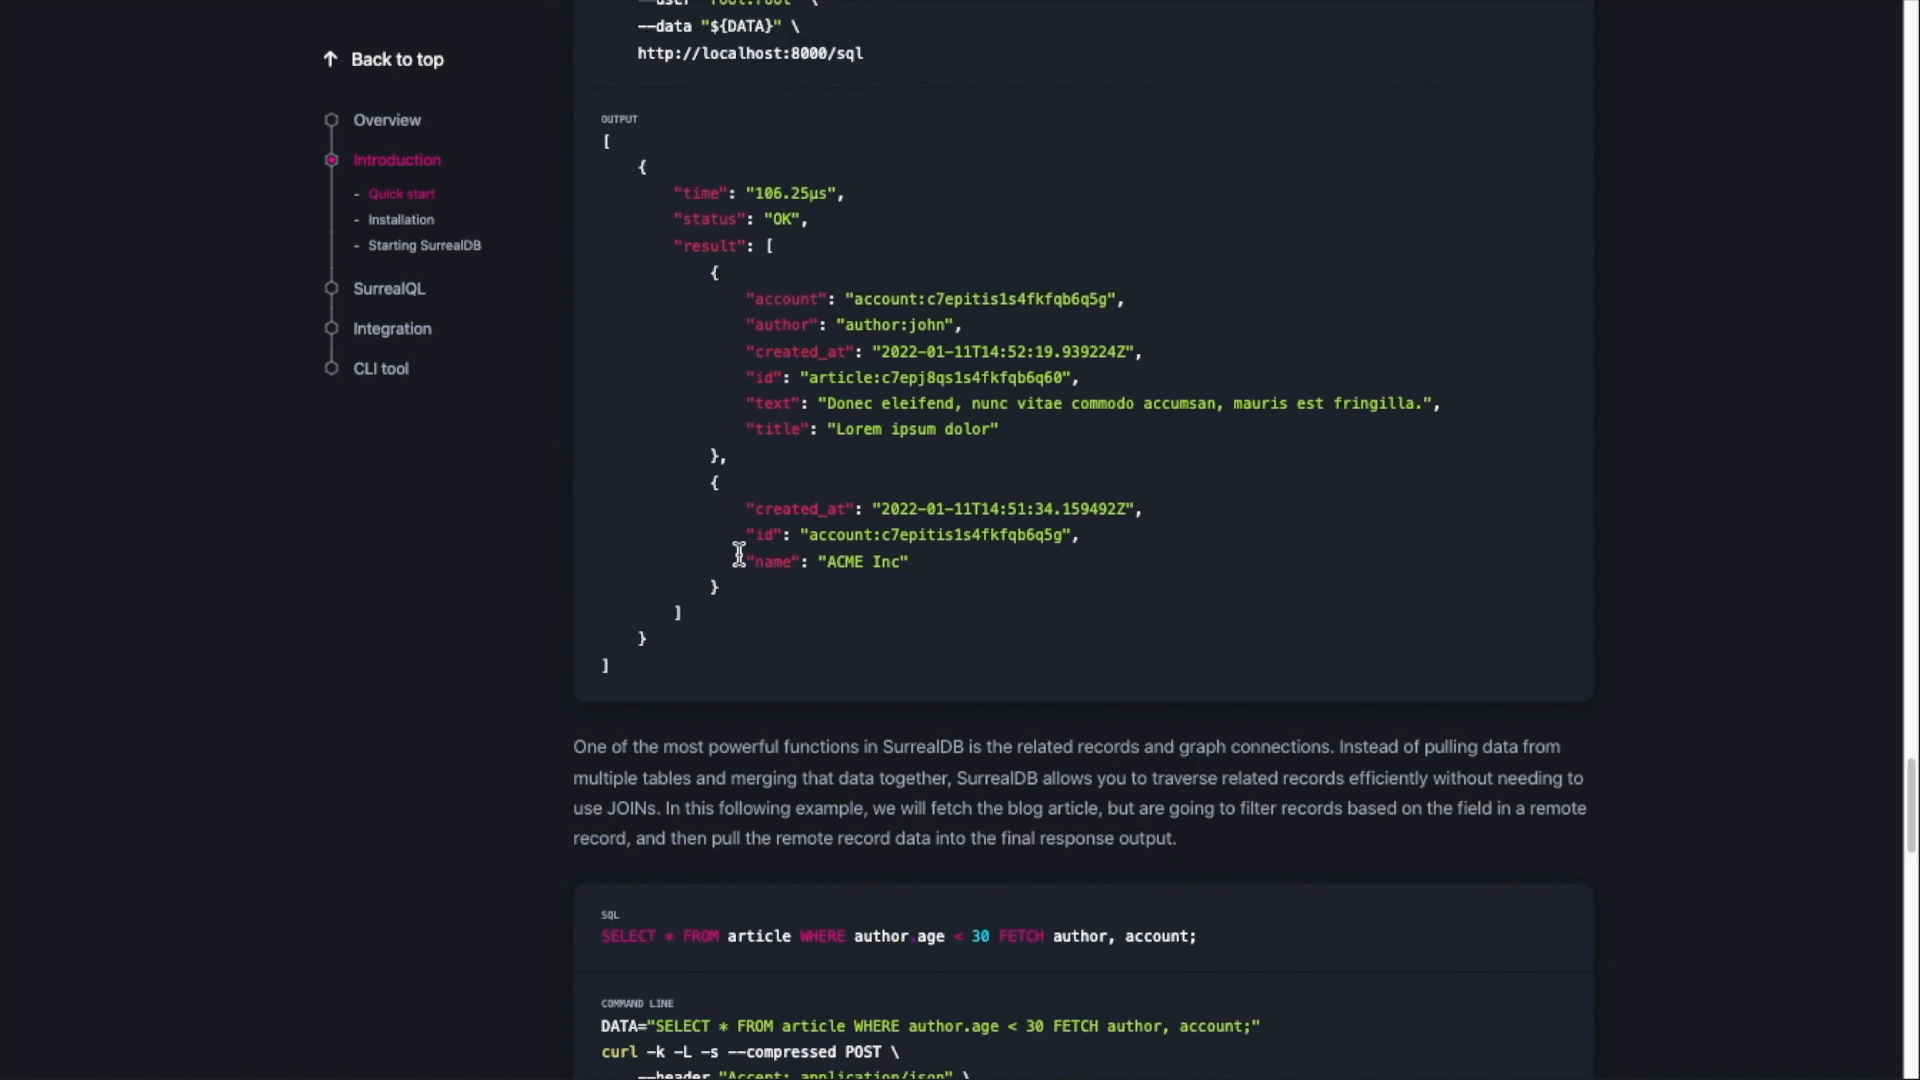 ↑ Back to top
Overview
Introduction
- Quick start
- Installation
- Starting SurrealDB
SurrealQL
Integration
CLI tool
--user "root:root" \
--data "${DATA}" \
http://localhost:8000/sql
OUTPUT
[
{
"time": "106.25µs",
"status": "OK",
"result": [
{
"account": "account:c7epitis1s4fkfqb6q5g",
"author": "author:john",
"created_at": "2022-01-11T14:52:19.939224Z",
"id": "article:c7epj8qs1s4fkfqb6q60",
"text": "Donec eleifend, nunc vitae commodo accumsan, mauris est fringilla.",
"title": "Lorem ipsum dolor"
},
{
"created_at": "2022-01-11T14:51:34.159492Z",
"id": "account:c7epitis1s4fkfqb6q5g",
"name": "ACME Inc"
}
]
}
]
One of the most powerful functions in SurrealDB is the related records and graph connections. Instead of pulling data from
multiple tables and merging that data together, SurrealDB allows you to traverse related records efficiently without needing to
use JOINs. In this following example, we will fetch the blog article, but are going to filter records based on the field in a remote
record, and then pull the remote record data into the final response output.
SQL
SELECT * FROM article WHERE author.age < 30 FETCH author, account;
COMMAND LINE
DATA="SELECT * FROM article WHERE author.age < 30 FETCH author, account;"
curl -k -L -s --compressed POST \
--header "Accept: application/json" \